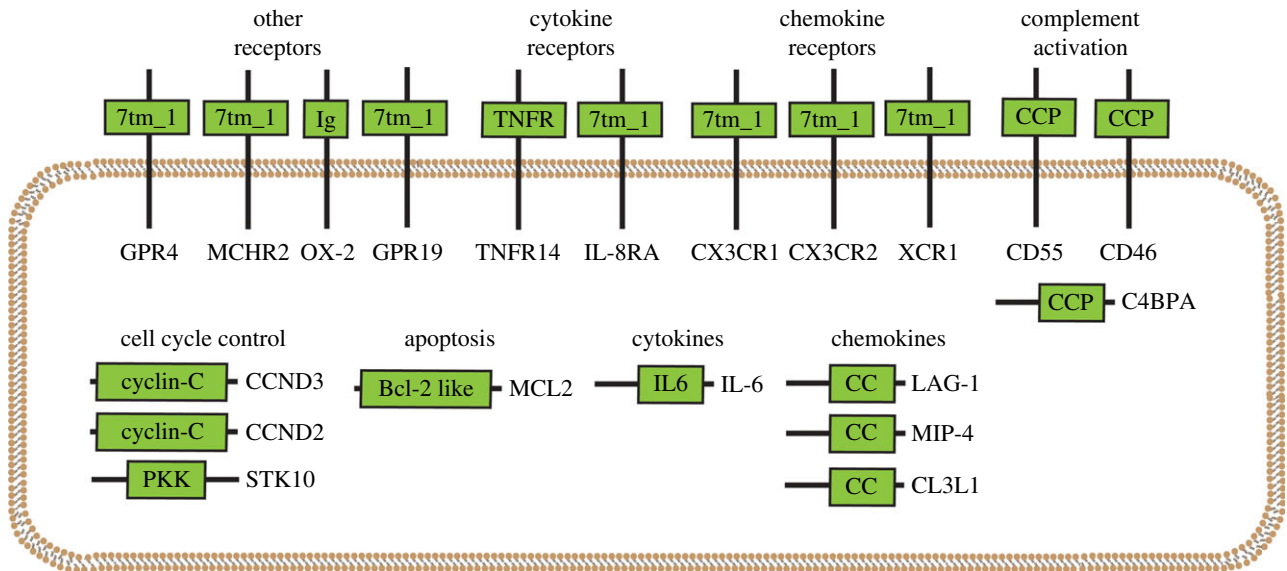 other
receptors
cytokine
receptors
chemokine
receptors
complement
activation
7tm_1 7tm_1 Ig 7tm_1 TNFR 7tm_1 7tm_1 7tm_1 7tm_1 CCP CCP
GPR4 MCHR2 OX-2 GPR19 TNFR14 IL-8RA CX3CR1 CX3CR2 XCR1 CD55 CD46
CCP C4BPA
cell cycle control
cyclin-C CCND3
cyclin-C CCND2
PKK STK10
apoptosis
Bcl-2 like MCL2
cytokines
IL6 IL-6
chemokines
CC LAG-1
CC MIP-4
CC CL3L1